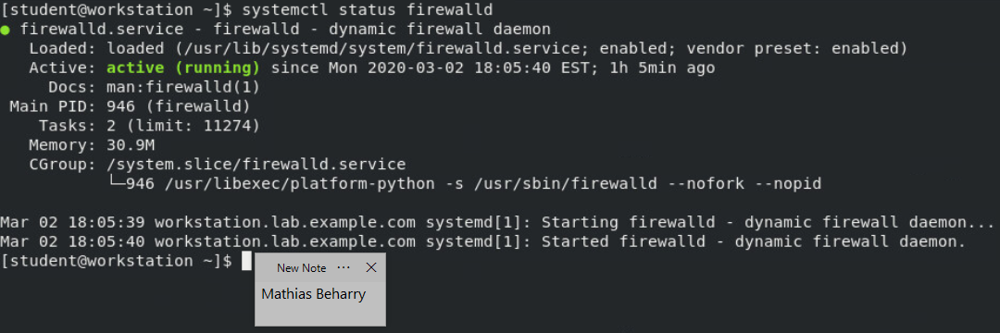 [student@workstation ~]$ systemctl status firewalld
● firewalld.service - firewalld - dynamic firewall daemon
Loaded: loaded (/usr/lib/systemd/system/firewalld.service; enabled; vendor preset: enabled)
Active: active (running) since Mon 2020-03-02 18:05:40 EST; 1h 5min ago
Docs: man:firewalld(1)
Main PID: 946 (firewalld)
Tasks: 2 (limit: 11274)
Memory: 30.9M
CGroup: /system.slice/firewalld.service
└─946 /usr/libexec/platform-python -s /usr/sbin/firewalld --nofork --nopid
Mar 02 18:05:39 workstation.lab.example.com systemd[1]: Starting firewalld - dynamic firewall daemon...
Mar 02 18:05:40 workstation.lab.example.com systemd[1]: Started firewalld - dynamic firewall daemon.
[student@workstation ~]$
New Note ···
Mathias Beharry